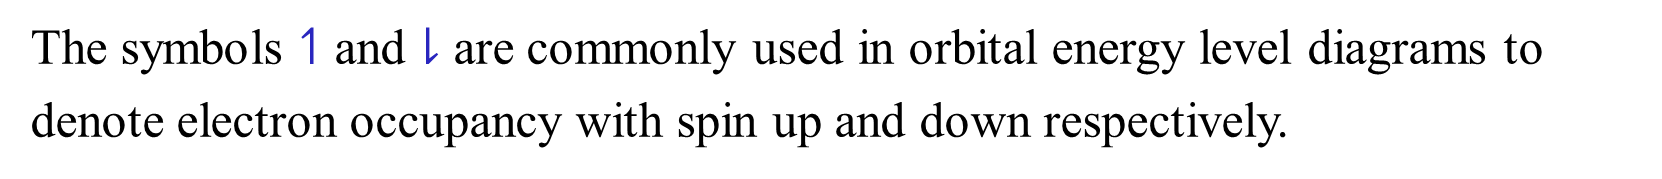 The symbols ↿ and ⇂ are commonly used in orbital energy level diagrams to
denote electron occupancy with spin up and down respectively.